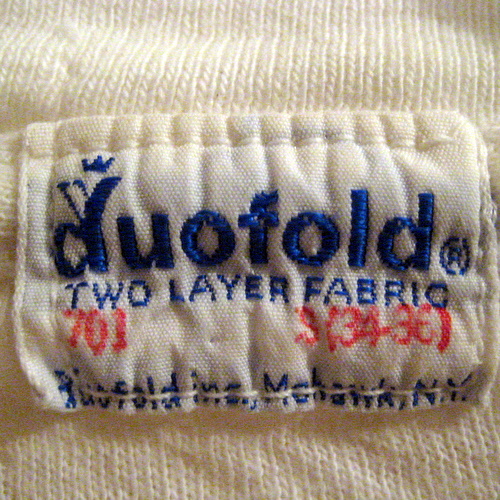 duofold®
TWO LAYER FABRIC
701 S (34-36)
Duofold Inc., Mohawk, N.Y.